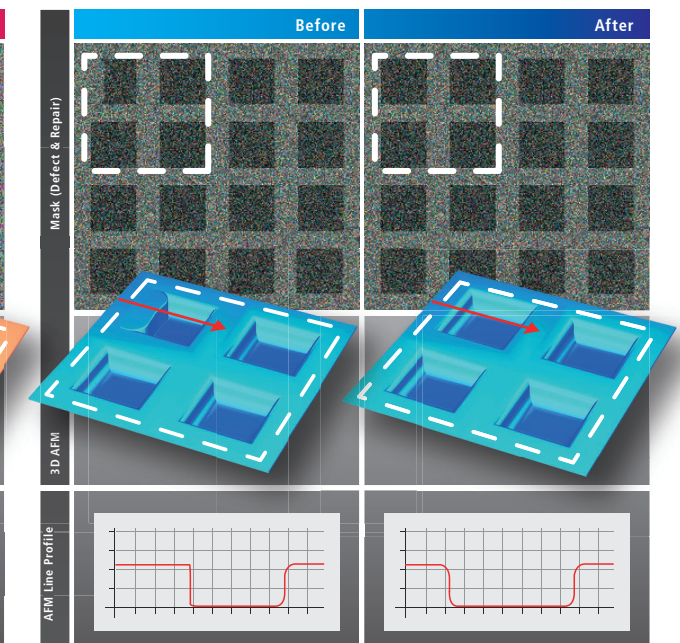 Before
After
Mask (Defect & Repair)
3D AFM
AFM Line Profile